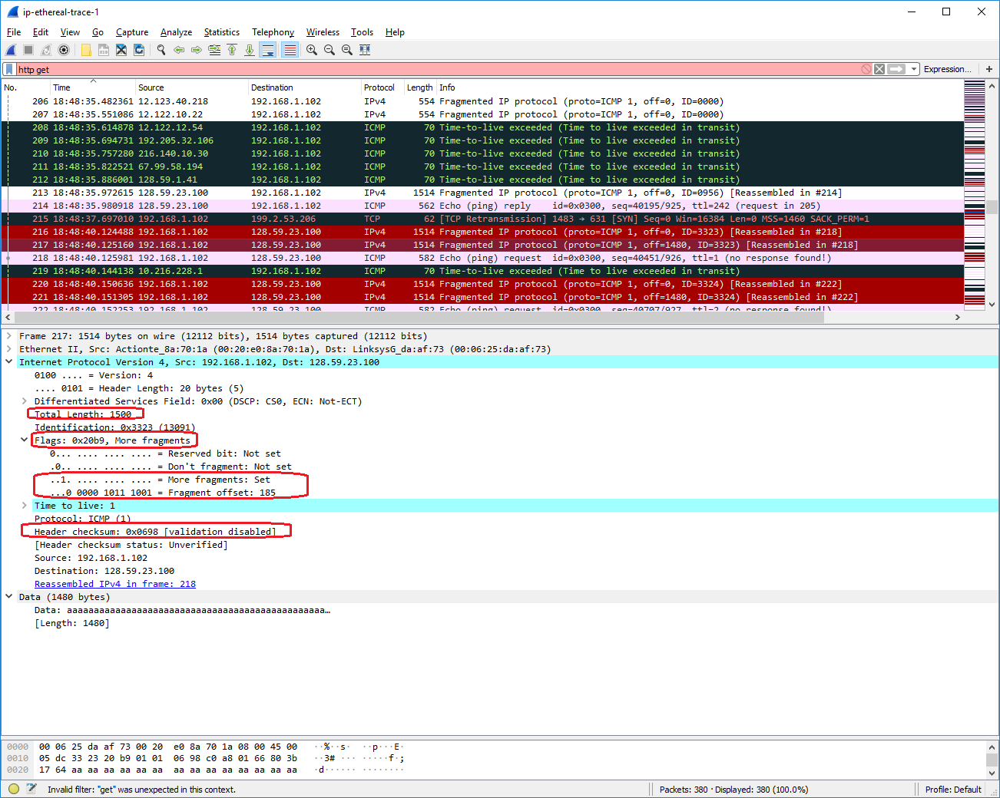 ip-ethereal-trace-1
File Edit View Go Capture Analyze Statistics Telephony Wireless Tools Help
http get Expression... +
No. Time Source Destination Protocol Length Info
206 18:48:35.482361 12.123.40.218 192.168.1.102 IPv4 554 Fragmented IP protocol (proto=ICMP 1, off=0, ID=0000)
207 18:48:35.551086 12.122.10.22 192.168.1.102 IPv4 554 Fragmented IP protocol (proto=ICMP 1, off=0, ID=0000)
208 18:48:35.614878 12.122.12.54 192.168.1.102 ICMP 70 Time-to-live exceeded (Time to live exceeded in transit)
209 18:48:35.694731 192.205.32.106 192.168.1.102 ICMP 70 Time-to-live exceeded (Time to live exceeded in transit)
210 18:48:35.757280 216.140.10.30 192.168.1.102 ICMP 70 Time-to-live exceeded (Time to live exceeded in transit)
211 18:48:35.822521 67.99.58.194 192.168.1.102 ICMP 70 Time-to-live exceeded (Time to live exceeded in transit)
212 18:48:35.886001 128.59.1.41 192.168.1.102 ICMP 70 Time-to-live exceeded (Time to live exceeded in transit)
213 18:48:35.972615 128.59.23.100 192.168.1.102 IPv4 1514 Fragmented IP protocol (proto=ICMP 1, off=0, ID=0956) [Reassembled in #214]
214 18:48:35.980918 128.59.23.100 192.168.1.102 ICMP 562 Echo (ping) reply id=0x0300, seq=40195/925, ttl=242 (request in 205)
215 18:48:37.697010 192.168.1.102 199.2.53.206 TCP 62 [TCP Retransmission] 1483 → 631 [SYN] Seq=0 Win=16384 Len=0 MSS=1460 SACK_PERM=1
216 18:48:40.124488 192.168.1.102 128.59.23.100 IPv4 1514 Fragmented IP protocol (proto=ICMP 1, off=0, ID=3323) [Reassembled in #218]
217 18:48:40.125160 192.168.1.102 128.59.23.100 IPv4 1514 Fragmented IP protocol (proto=ICMP 1, off=1480, ID=3323) [Reassembled in #218]
218 18:48:40.125981 192.168.1.102 128.59.23.100 ICMP 582 Echo (ping) request id=0x0300, seq=40451/926, ttl=1 (no response found!)
219 18:48:40.144138 10.216.228.1 192.168.1.102 ICMP 70 Time-to-live exceeded (Time to live exceeded in transit)
220 18:48:40.150636 192.168.1.102 128.59.23.100 IPv4 1514 Fragmented IP protocol (proto=ICMP 1, off=0, ID=3324) [Reassembled in #222]
221 18:48:40.151305 192.168.1.102 128.59.23.100 IPv4 1514 Fragmented IP protocol (proto=ICMP 1, off=1480, ID=3324) [Reassembled in #222]
222 18:48:40.152253 192.168.1.102 128.59.23.100 ICMP 582 Echo (ping) request id=0x0300, seq=40707/927, ttl=2 (no response found!)
Frame 217: 1514 bytes on wire (12112 bits), 1514 bytes captured (12112 bits)
Ethernet II, Src: Actionte_8a:70:1a (00:20:e0:8a:70:1a), Dst: LinksysG_da:af:73 (00:06:25:da:af:73)
Internet Protocol Version 4, Src: 192.168.1.102, Dst: 128.59.23.100
0100 .... = Version: 4
.... 0101 = Header Length: 20 bytes (5)
Differentiated Services Field: 0x00 (DSCP: CS0, ECN: Not-ECT)
Total Length: 1500
Identification: 0x3323 (13091)
Flags: 0x20b9, More fragments
0... .... .... .... = Reserved bit: Not set
.0.. .... .... .... = Don't fragment: Not set
..1. .... .... .... = More fragments: Set
...0 0000 1011 1001 = Fragment offset: 185
Time to live: 1
Protocol: ICMP (1)
Header checksum: 0x0698 [validation disabled]
[Header checksum status: Unverified]
Source: 192.168.1.102
Destination: 128.59.23.100
Reassembled IPv4 in frame: 218
Data (1480 bytes)
Data: aaaaaaaaaaaaaaaaaaaaaaaaaaaaaaaaaaaaaaaaaaaaaaaa…
[Length: 1480]
0000 00 06 25 da af 73 00 20 e0 8a 70 1a 08 00 45 00 ··%··s· ··p···E·
0010 05 dc 33 23 20 b9 01 01 06 98 c0 a8 01 66 80 3b ··3# ··· ·····f·;
0020 17 64 aa aa aa aa aa aa aa aa aa aa aa aa aa aa ·d······ ········
Invalid filter: "get" was unexpected in this context.
Packets: 380 · Displayed: 380 (100.0%)
Profile: Default